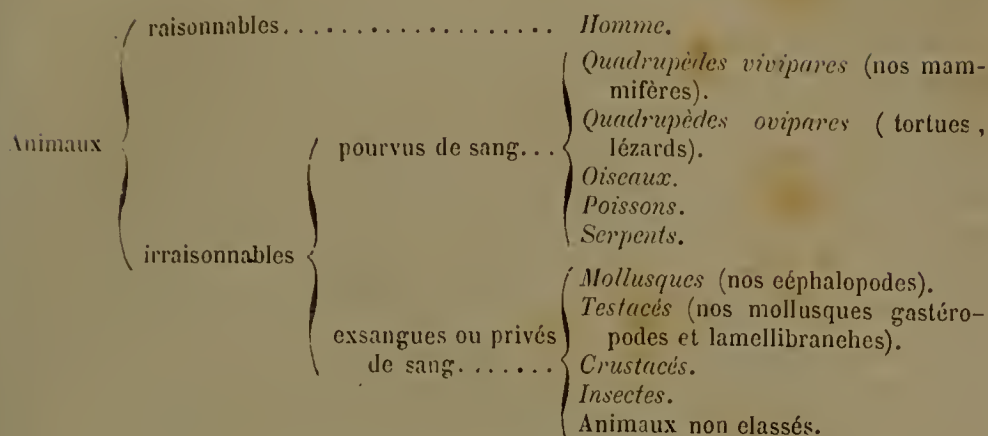 raisonnables.................... Homme.
Quadrupèdes vivipares (nos mam-
mifères).
Quadrupèdes ovipares (tortues,
Animaux
pourvus de sang... lézards).
Oiseaux.
Poissons.
Serpents.
irraisonnables
Mollusques (nos céphalopodes).
Testacés (nos mollusques gastéro-
exsangues ou privés podes et lamellibranches).
de sang....... Crustacés.
Insectes.
Animaux non classés.